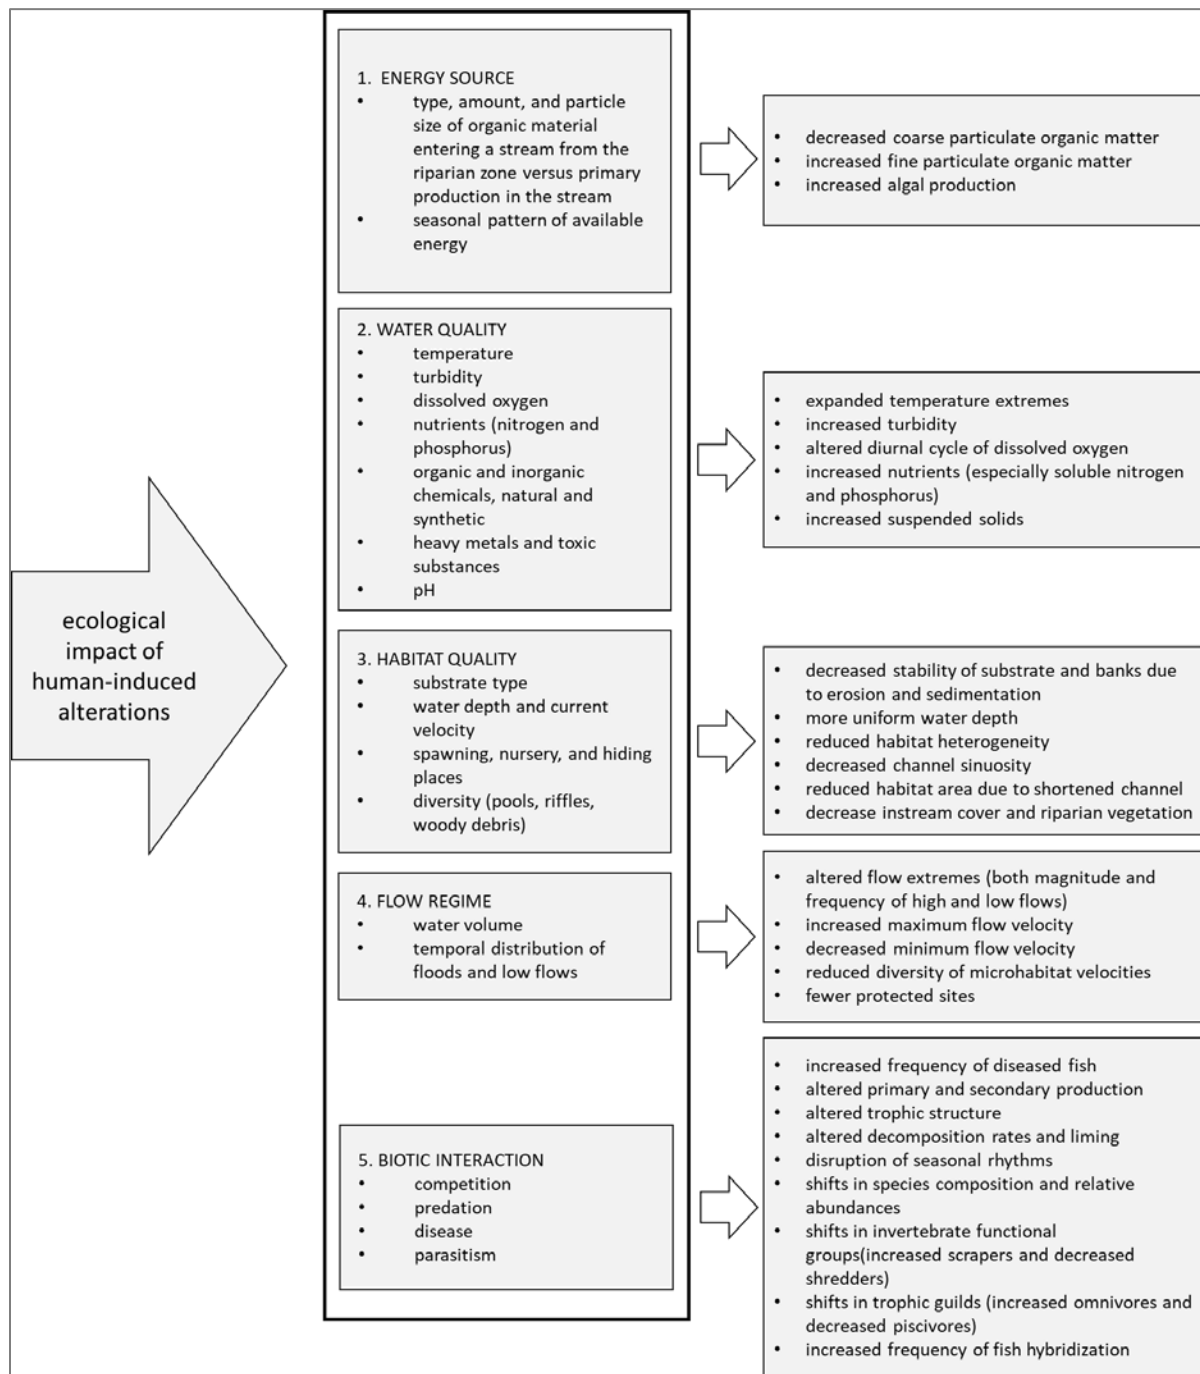 ecological
impact of
human-induced
alterations
1. ENERGY SOURCE
• type, amount, and particle
size of organic material
entering a stream from the
riparian zone versus primary
production in the stream
• seasonal pattern of available
energy
• decreased coarse particulate organic matter
• increased fine particulate organic matter
• increased algal production
2. WATER QUALITY
• temperature
• turbidity
• dissolved oxygen
• nutrients (nitrogen and
phosphorus)
• organic and inorganic
chemicals, natural and
synthetic
• heavy metals and toxic
substances
• pH
• expanded temperature extremes
• increased turbidity
• altered diurnal cycle of dissolved oxygen
• increased nutrients (especially soluble nitrogen
and phosphorus)
• increased suspended solids
3. HABITAT QUALITY
• substrate type
• water depth and current
velocity
• spawning, nursery, and hiding
places
• diversity (pools, riffles,
woody debris)
• decreased stability of substrate and banks due
to erosion and sedimentation
• more uniform water depth
• reduced habitat heterogeneity
• decreased channel sinuosity
• reduced habitat area due to shortened channel
• decrease instream cover and riparian vegetation
4. FLOW REGIME
• water volume
• temporal distribution of
floods and low flows
• altered flow extremes (both magnitude and
frequency of high and low flows)
• increased maximum flow velocity
• decreased minimum flow velocity
• reduced diversity of microhabitat velocities
• fewer protected sites
5. BIOTIC INTERACTION
• competition
• predation
• disease
• parasitism
• increased frequency of diseased fish
• altered primary and secondary production
• altered trophic structure
• altered decomposition rates and liming
• disruption of seasonal rhythms
• shifts in species composition and relative
abundances
• shifts in invertebrate functional
groups(increased scrapers and decreased
shredders)
• shifts in trophic guilds (increased omnivores and
decreased piscivores)
• increased frequency of fish hybridization